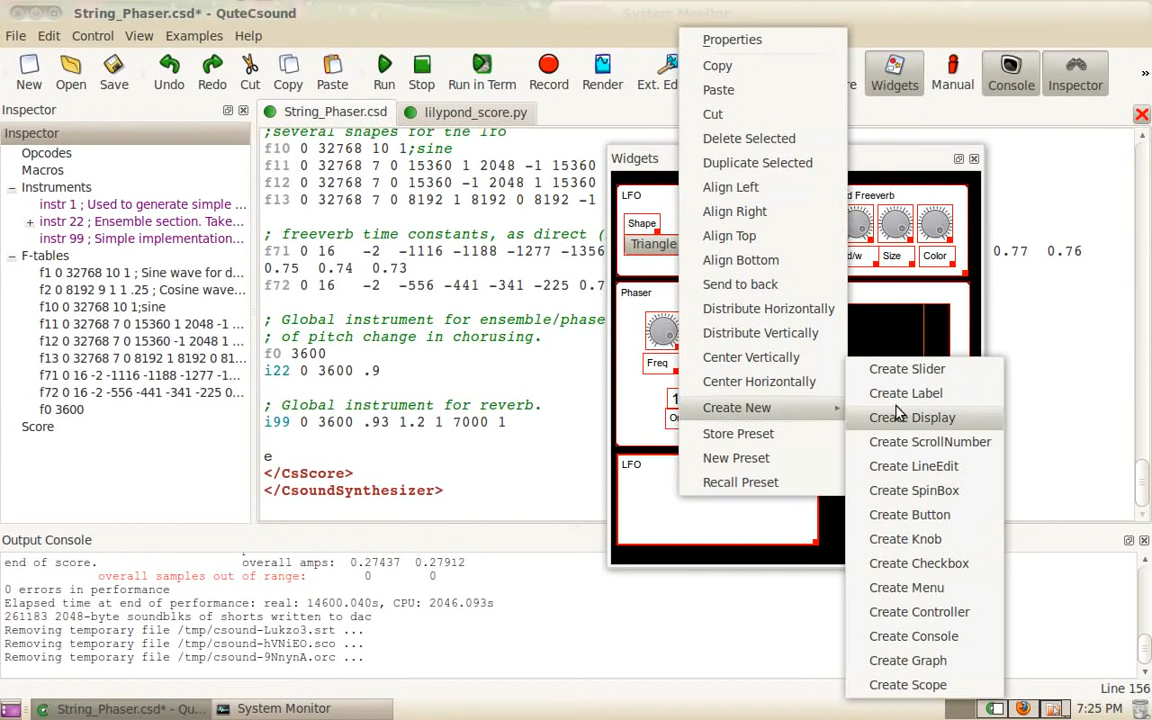 String_Phaser.csd* - QuteCsound
System Monitor
File Edit Control View Examples Help
New Open Save Undo Redo Cut Copy Paste Run Stop Run in Term Record Render Ext. Ed Widgets Manual Console Inspector »
Inspector
Inspector
Opcodes
Macros
Instruments
instr 1 ; Used to generate simple ...
instr 22 ; Ensemble section. Take...
instr 99 ; Simple implementation...
F-tables
f1 0 32768 10 1 ; Sine wave for d...
f2 0 8192 9 1 1 .25 ; Cosine wave...
f10 0 32768 10 1;sine
f11 0 32768 7 0 15360 1 2048 -1 ...
f12 0 32768 7 0 15360 -1 2048 1 ...
f13 0 32768 7 0 8192 1 8192 0 81...
f71 0 16 -2 -1116 -1188 -1277 -1...
f72 0 16 -2 -556 -441 -341 -225 0...
f0 3600
Score
String_Phaser.csd
lilypond_score.py
;several shapes for the lfo
f10 0 32768 10 1;sine
f11 0 32768 7 0 15360 1 2048 -1 15360
f12 0 32768 7 0 15360 -1 2048 1 15360
f13 0 32768 7 0 8192 1 8192 0 8192 -1
; freeverb time constants, as direct (
f71 0 16 -2 -1116 -1188 -1277 -1356 0.77 0.76
0.75 0.74 0.73
f72 0 16 -2 -556 -441 -341 -225 0.7
; Global instrument for ensemble/phase
; of pitch change in chorusing.
f0 3600
i22 0 3600 .9
; Global instrument for reverb.
i99 0 3600 .93 1.2 1 7000 1
e
</CsScore>
</CsoundSynthesizer>
Widgets
LFO
Shape
Triangle
d Freeverb
d/w Size Color
Phaser
Freq
1
LFO
Properties
Copy
Paste
Cut
Delete Selected
Duplicate Selected
Align Left
Align Right
Align Top
Align Bottom
Send to back
Distribute Horizontally
Distribute Vertically
Center Vertically
Center Horizontally
Create New
Store Preset
New Preset
Recall Preset
Create Slider
Create Label
Create Display
Create ScrollNumber
Create LineEdit
Create SpinBox
Create Button
Create Knob
Create Checkbox
Create Menu
Create Controller
Create Console
Create Graph
Create Scope
Output Console
end of score. overall amps: 0.27437 0.27912
overall samples out of range: 0 0
0 errors in performance
Elapsed time at end of performance: real: 14600.040s, CPU: 2046.093s
261183 2048-byte soundblks of shorts written to dac
Removing temporary file /tmp/csound-Lukzo3.srt ...
Removing temporary file /tmp/csound-hVNiEO.sco ...
Removing temporary file /tmp/csound-9NnynA.orc ...
Line 156
String_Phaser.csd* - Qu...
System Monitor
7:25 PM